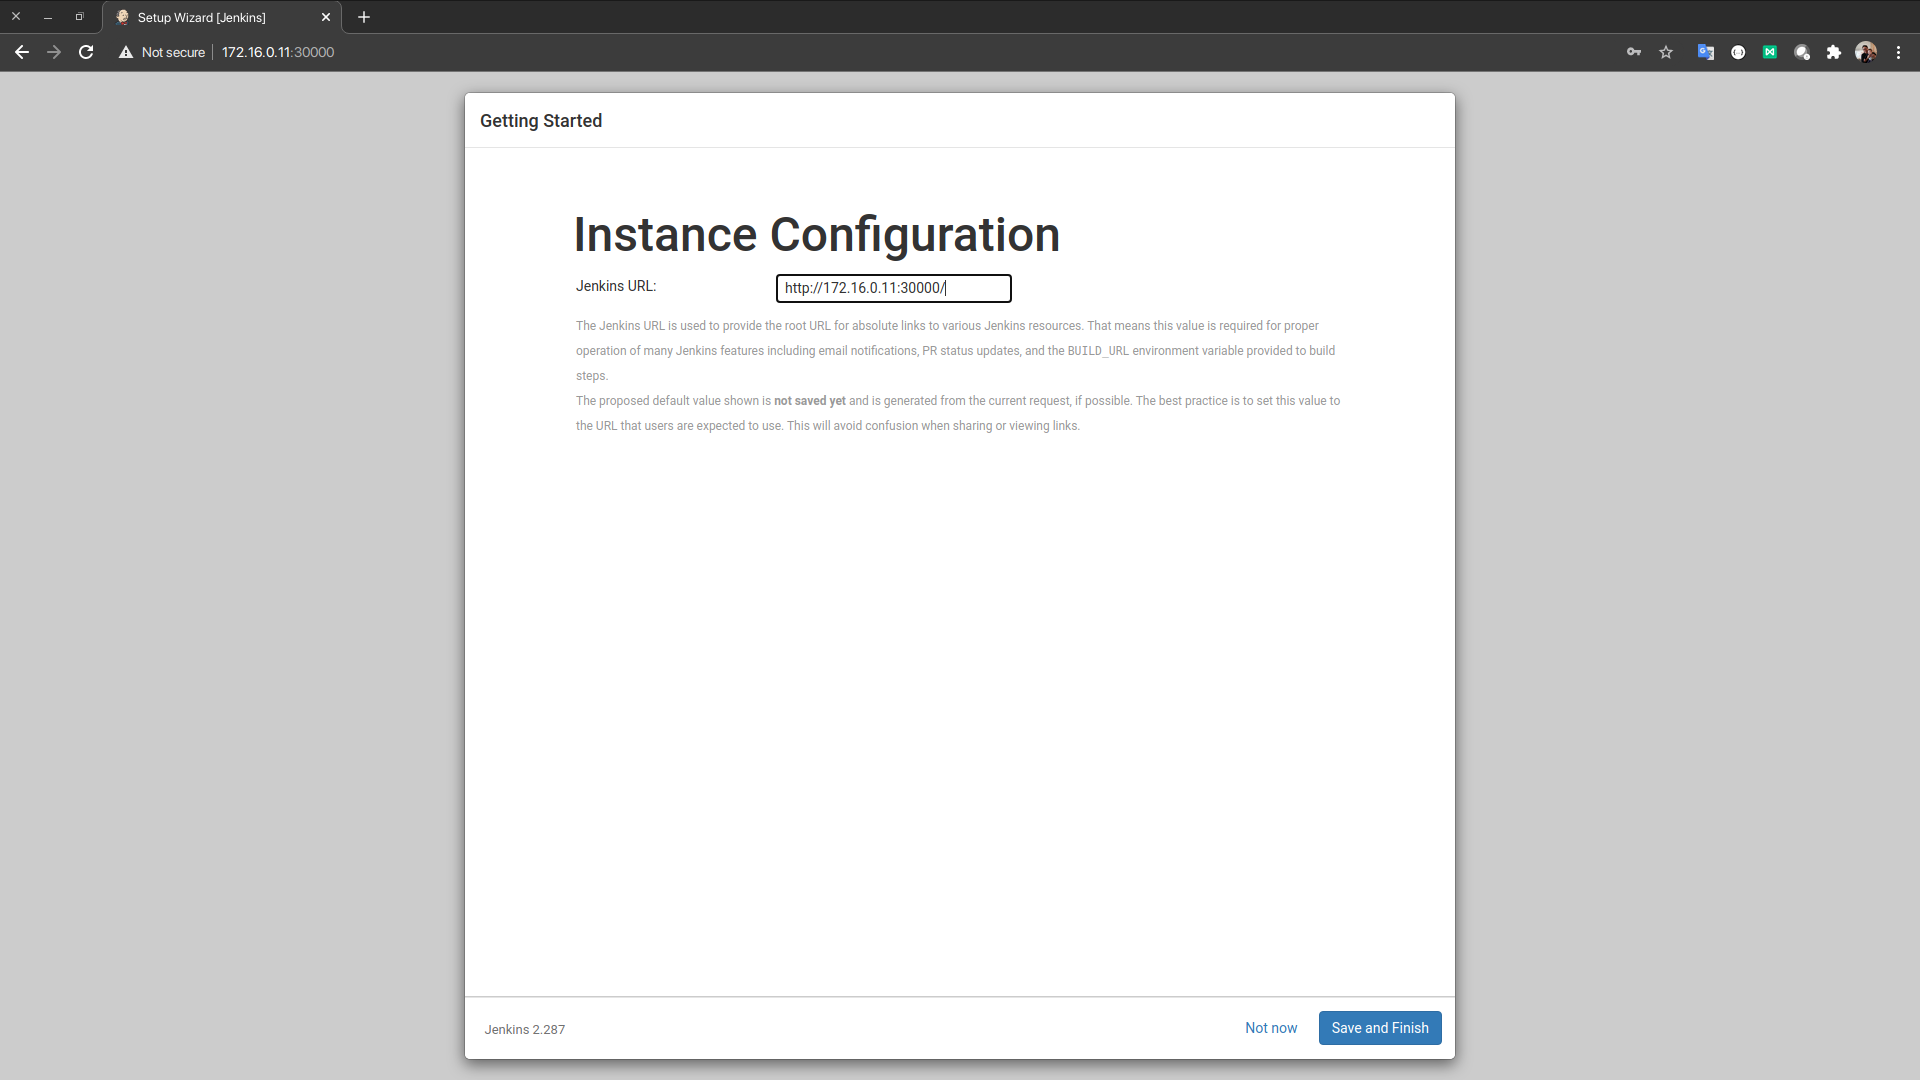 Setup Wizard [Jenkins]
Not secure 172.16.0.11:30000
Getting Started
Instance Configuration
Jenkins URL: http://172.16.0.11:30000/
The Jenkins URL is used to provide the root URL for absolute links to various Jenkins resources. That means this value is required for proper
operation of many Jenkins features including email notifications, PR status updates, and the BUILD_URL environment variable provided to build
steps.
The proposed default value shown is not saved yet and is generated from the current request, if possible. The best practice is to set this value to
the URL that users are expected to use. This will avoid confusion when sharing or viewing links.
Jenkins 2.287 Not now Save and Finish